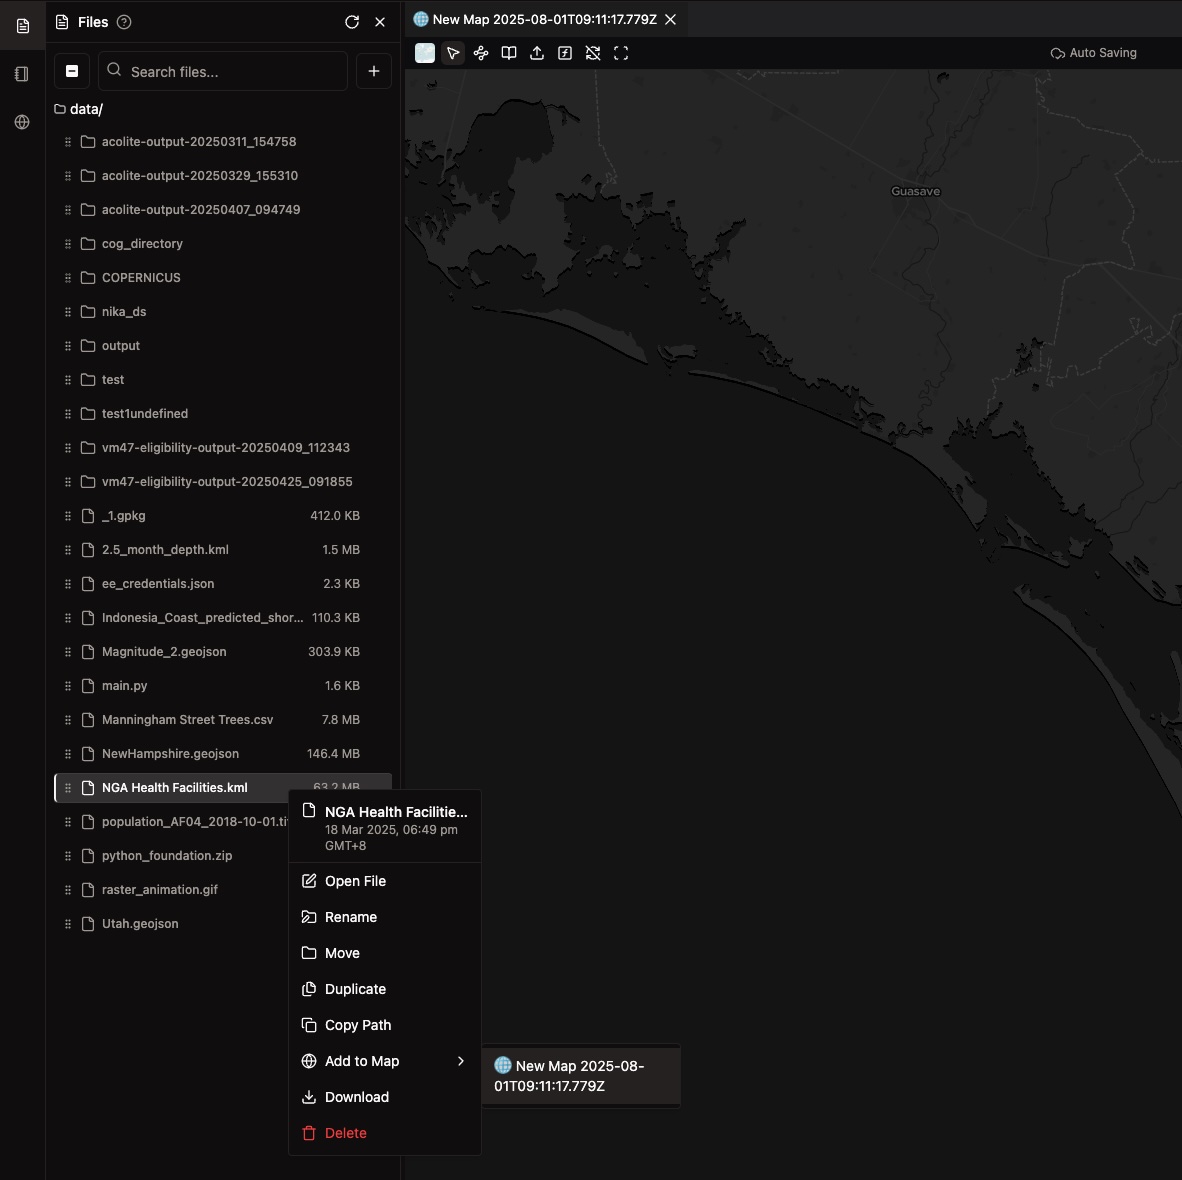 Files
New Map 2025-08-01T09:11:17.779Z
Search files...
Auto Saving
data/
acolite-output-20250311_154758
acolite-output-20250329_155310
acolite-output-20250407_094749
cog_directory
COPERNICUS
nika_ds
output
test
test1undefined
vm47-eligibility-output-20250409_112343
vm47-eligibility-output-20250425_091855
_1.gpkg 412.0 KB
2.5_month_depth.kml 1.5 MB
ee_credentials.json 2.3 KB
Indonesia_Coast_predicted_shor... 110.3 KB
Magnitude_2.geojson 303.9 KB
main.py 1.6 KB
Manningham Street Trees.csv 7.8 MB
NewHampshire.geojson 146.4 MB
NGA Health Facilities.kml 63.2 MB
population_AF04_2018-10-01.ti
python_foundation.zip
raster_animation.gif
Utah.geojson
NGA Health Facilitie...
18 Mar 2025, 06:49 pm
GMT+8
Open File
Rename
Move
Duplicate
Copy Path
Add to Map
Download
Delete
New Map 2025-08-
01T09:11:17.779Z
Guasave